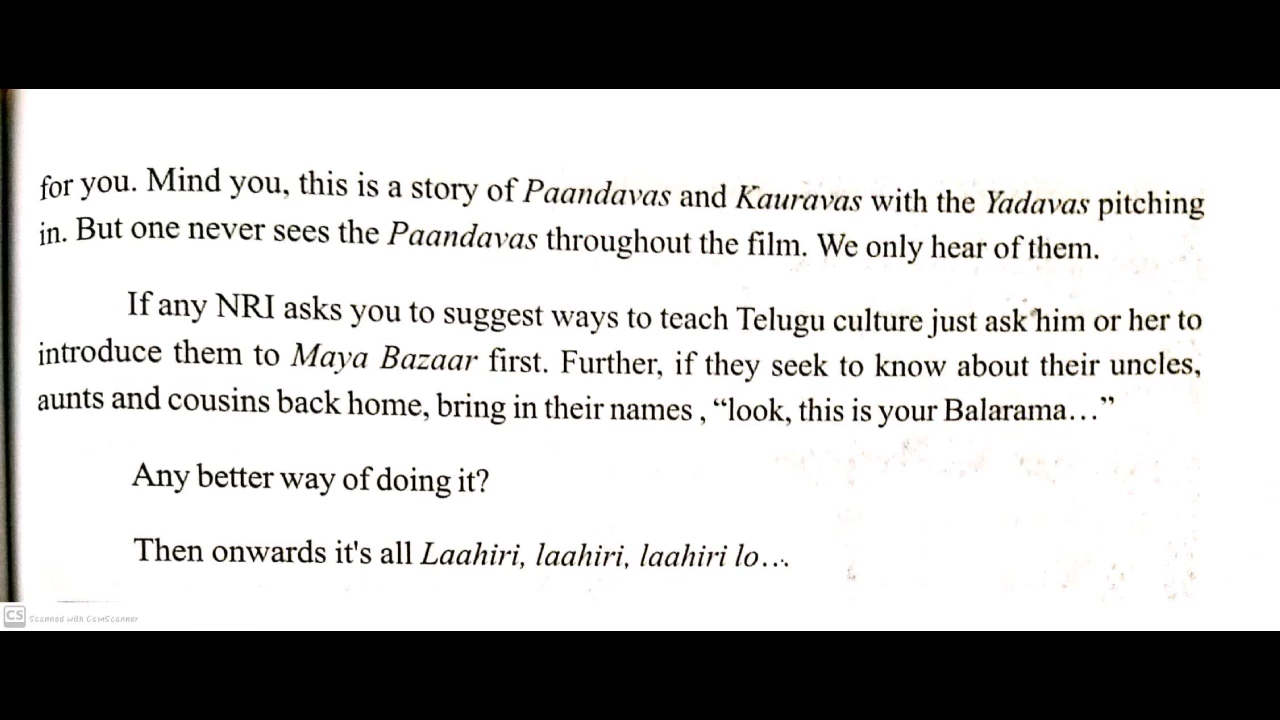 for you. Mind you, this is a story of Paandavas and Kauravas with the Yadavas pitching
in. But one never sees the Paandavas throughout the film. We only hear of them.
If any NRI asks you to suggest ways to teach Telugu culture just ask him or her to
introduce them to Maya Bazaar first. Further, if they seek to know about their uncles,
aunts and cousins back home, bring in their names , “look, this is your Balarama...”
Any better way of doing it?
Then onwards it's all Laahiri, laahiri, laahiri lo...
CS Scanned with CamScanner